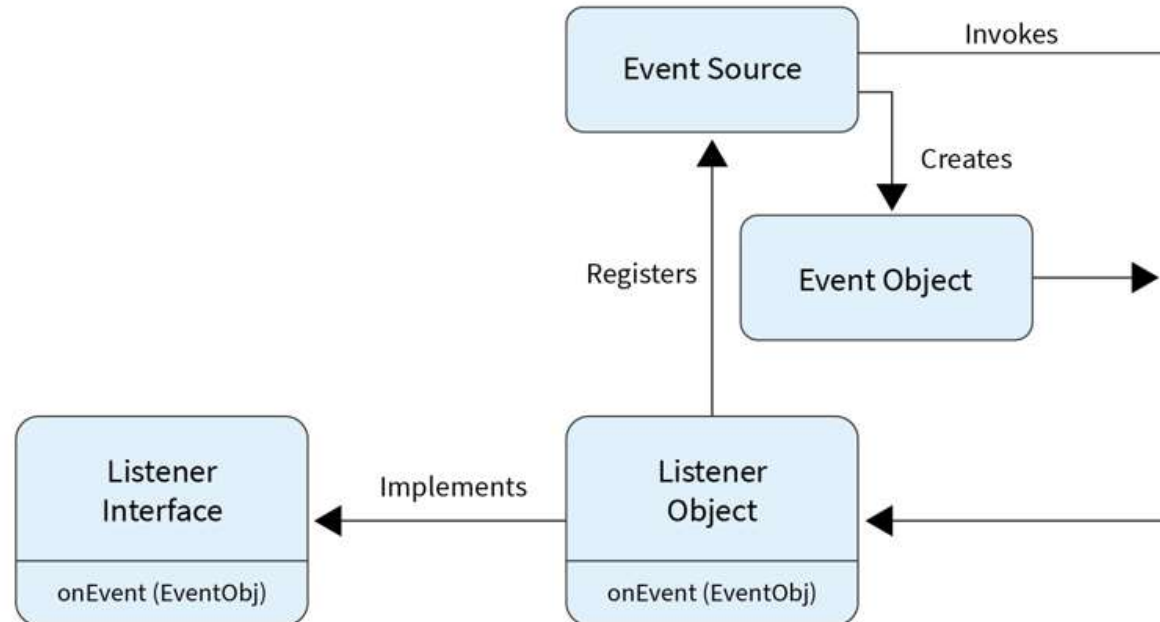 Invokes
Event Source
Creates
Registers
Event Object
Listener
Interface
Implements
Listener
Object
onEvent (EventObj)
onEvent (EventObj)